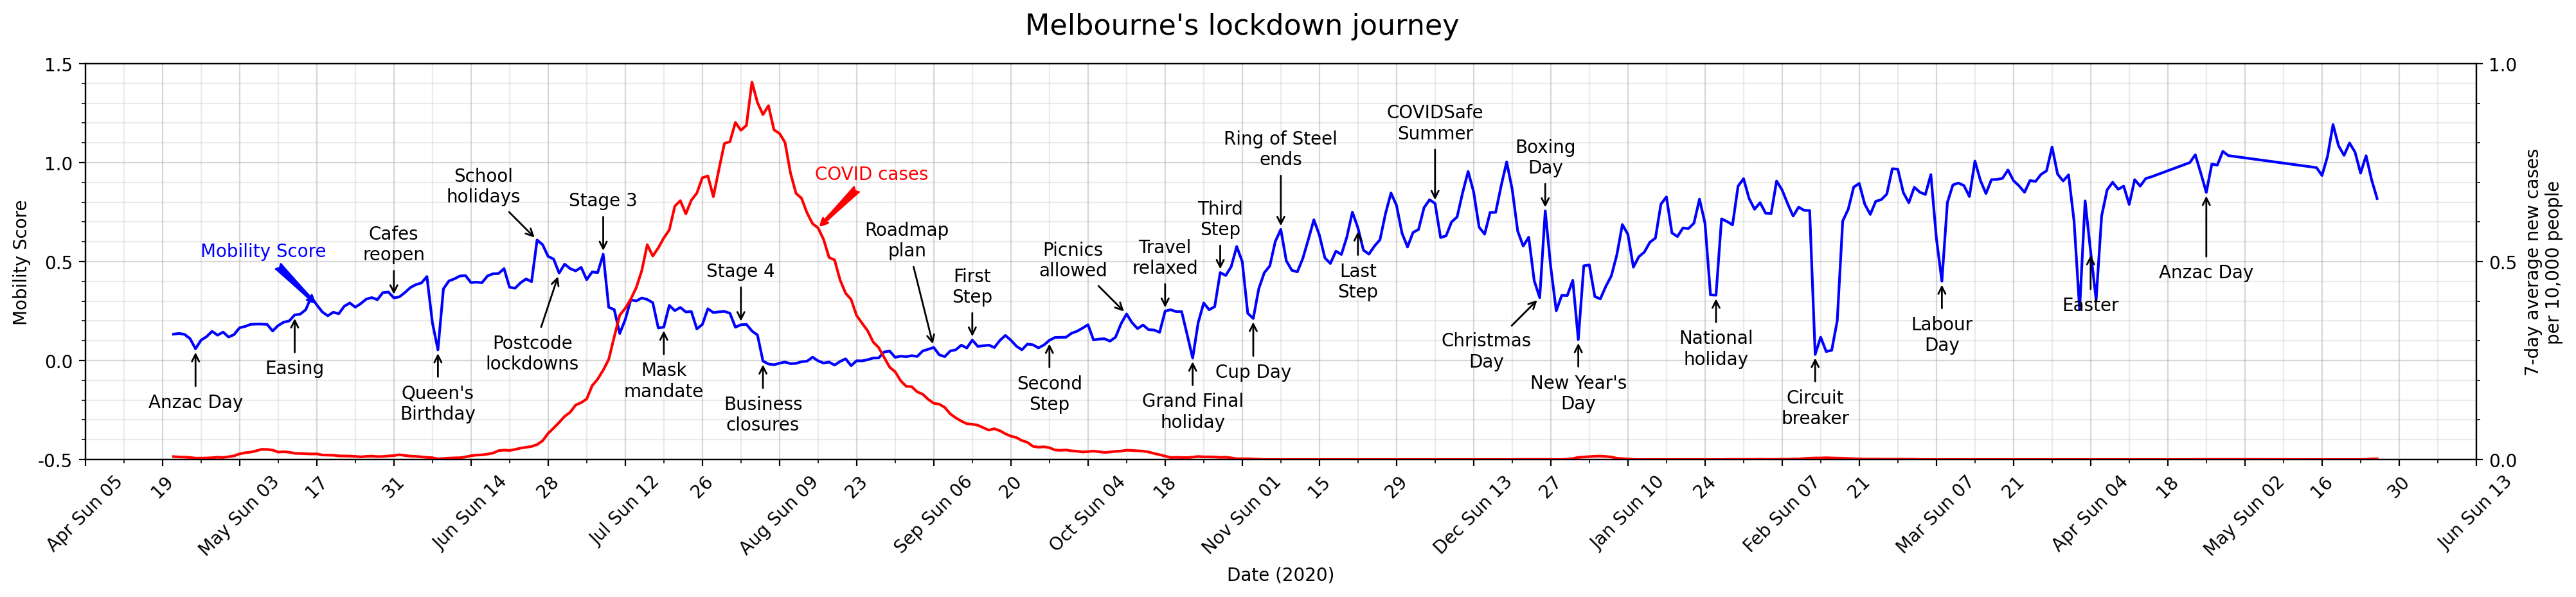 Melbourne's lockdown journey
Mobility Score
1.5
1.0
0.5
0.0
-0.5
1.0
0.5
0.0
7-day average new cases
per 10,000 people
Mobility Score
COVID cases
Anzac Day
Easing
Cafes
reopen
Queen's
Birthday
School
holidays
Postcode
lockdowns
Stage 3
Mask
mandate
Stage 4
Business
closures
Roadmap
plan
First
Step
Second
Step
Picnics
allowed
Travel
relaxed
Grand Final
holiday
Third
Step
Cup Day
Ring of Steel
ends
Last
Step
COVIDSafe
Summer
Christmas
Day
Boxing
Day
New Year's
Day
National
holiday
Circuit
breaker
Labour
Day
Easter
Anzac Day
Apr Sun 05
19
May Sun 03
17
31
Jun Sun 14
28
Jul Sun 12
26
Aug Sun 09
23
Sep Sun 06
20
Oct Sun 04
18
Nov Sun 01
15
29
Dec Sun 13
27
Jan Sun 10
24
Feb Sun 07
21
Mar Sun 07
21
Apr Sun 04
18
May Sun 02
16
30
Jun Sun 13
Date (2020)